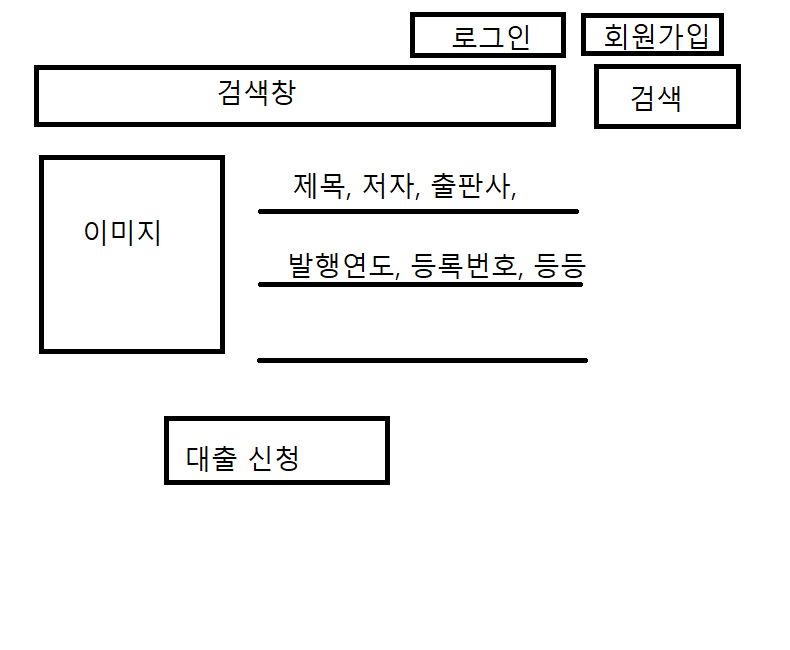 로그인 회원가입
검색창 검색
이미지
제목, 저자, 출판사,
발행연도, 등록번호, 등등
대출 신청